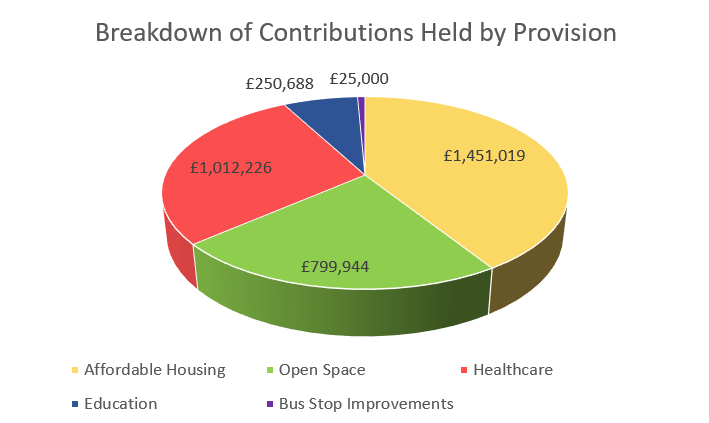 Breakdown of Contributions Held by Provision
£250,688 £25,000
£1,451,019
£1,012,226
£799,944
Affordable Housing Open Space Healthcare
Education Bus Stop Improvements